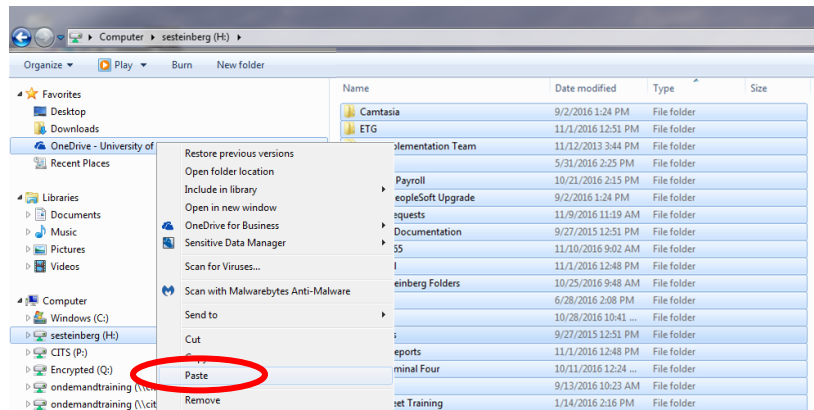 Computer ▸ sesteinberg (H:) ▸
Organize ▾ Play ▾ Burn New folder
Name Date modified Type Size
Favorites
Desktop
Downloads
OneDrive - University of
Recent Places
Libraries
Documents
Music
Pictures
Videos
Computer
Windows (C:)
sesteinberg (H:)
CITS (P:)
Encrypted (Q:)
ondemandtraining (\\cit
ondemandtraining (\\cit
Restore previous versions
Open folder location
Include in library
Open in new window
OneDrive for Business
Sensitive Data Manager
Scan for Viruses...
Scan with Malwarebytes Anti-Malware
Send to
Cut
Copy
Paste
Remove
Camtasia 9/2/2016 1:24 PM File folder
ETG 11/1/2016 12:51 PM File folder
plementation Team 11/12/2013 3:44 PM File folder
5/31/2016 2:25 PM File folder
Payroll 10/21/2016 2:15 PM File folder
eopleSoft Upgrade 9/2/2016 1:24 PM File folder
equests 11/9/2016 11:19 AM File folder
Documentation 9/27/2015 12:51 PM File folder
55 11/10/2016 9:02 AM File folder
11/1/2016 12:48 PM File folder
einberg Folders 10/25/2016 9:48 AM File folder
6/28/2016 2:08 PM File folder
10/28/2016 10:41 ... File folder
s 9/27/2015 12:51 PM File folder
eports 11/1/2016 12:48 PM File folder
minal Four 10/11/2016 12:24 ... File folder
9/13/2016 10:23 AM File folder
eet Training 1/14/2016 2:16 PM File folder